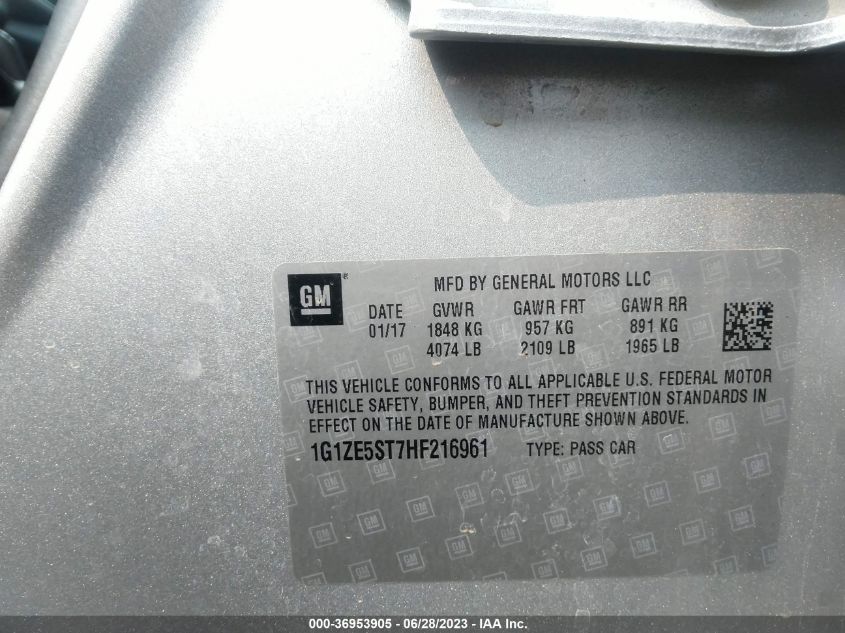 GM
®
MFD BY GENERAL MOTORS LLC
DATE GVWR GAWR FRT GAWR RR
01/17 1848 KG 957 KG 891 KG
4074 LB 2109 LB 1965 LB
THIS VEHICLE CONFORMS TO ALL APPLICABLE U.S. FEDERAL MOTOR
VEHICLE SAFETY, BUMPER, AND THEFT PREVENTION STANDARDS IN
EFFECT ON THE DATE OF MANUFACTURE SHOWN ABOVE.
1G1ZE5ST7HF216961 TYPE: PASS CAR
000-36953905 / 06/28/2023 / © IAA Inc.